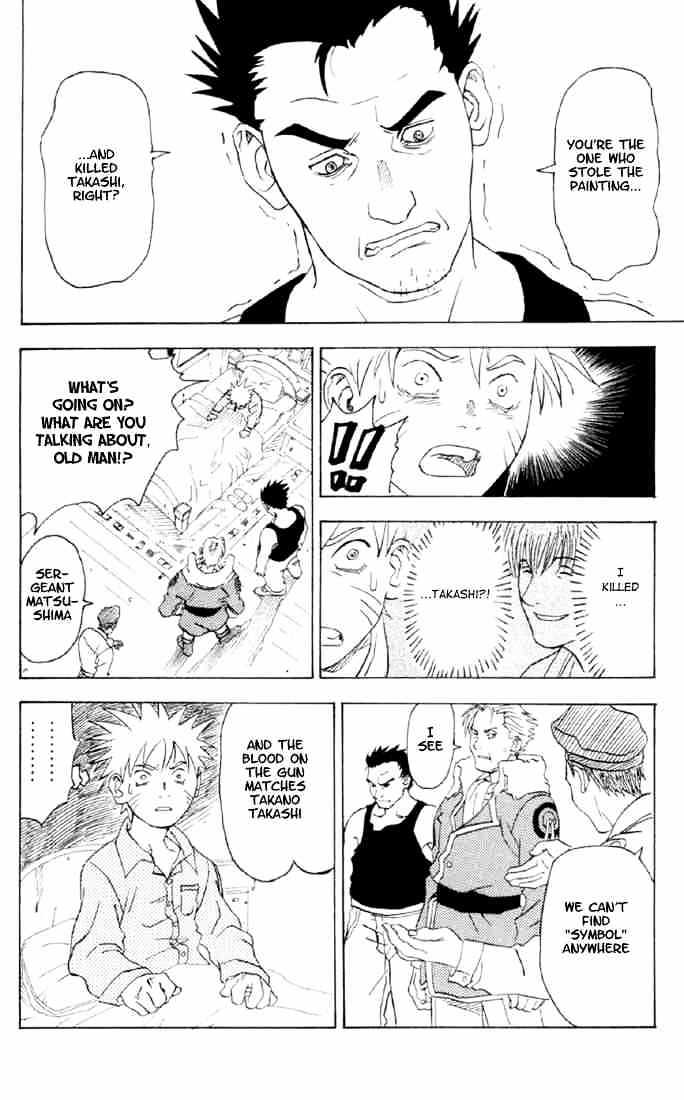 YOU'RE THE
ONE WHO
STOLE THE
PAINTING...
...AND
KILLED
TAKASHI,
RIGHT?
!!
WHAT'S
GOING ON?
WHAT ARE YOU
TALKING ABOUT,
OLD MAN!?
SER-
GEANT
MATSU-
SHIMA
I
KILLED
...
...TAKASHI?!
I
SEE
WE CAN'T
FIND
"SYMBOL"
ANYWHERE
AND THE
BLOOD ON
THE GUN
MATCHES
TAKANO
TAKASHI
.......
.......